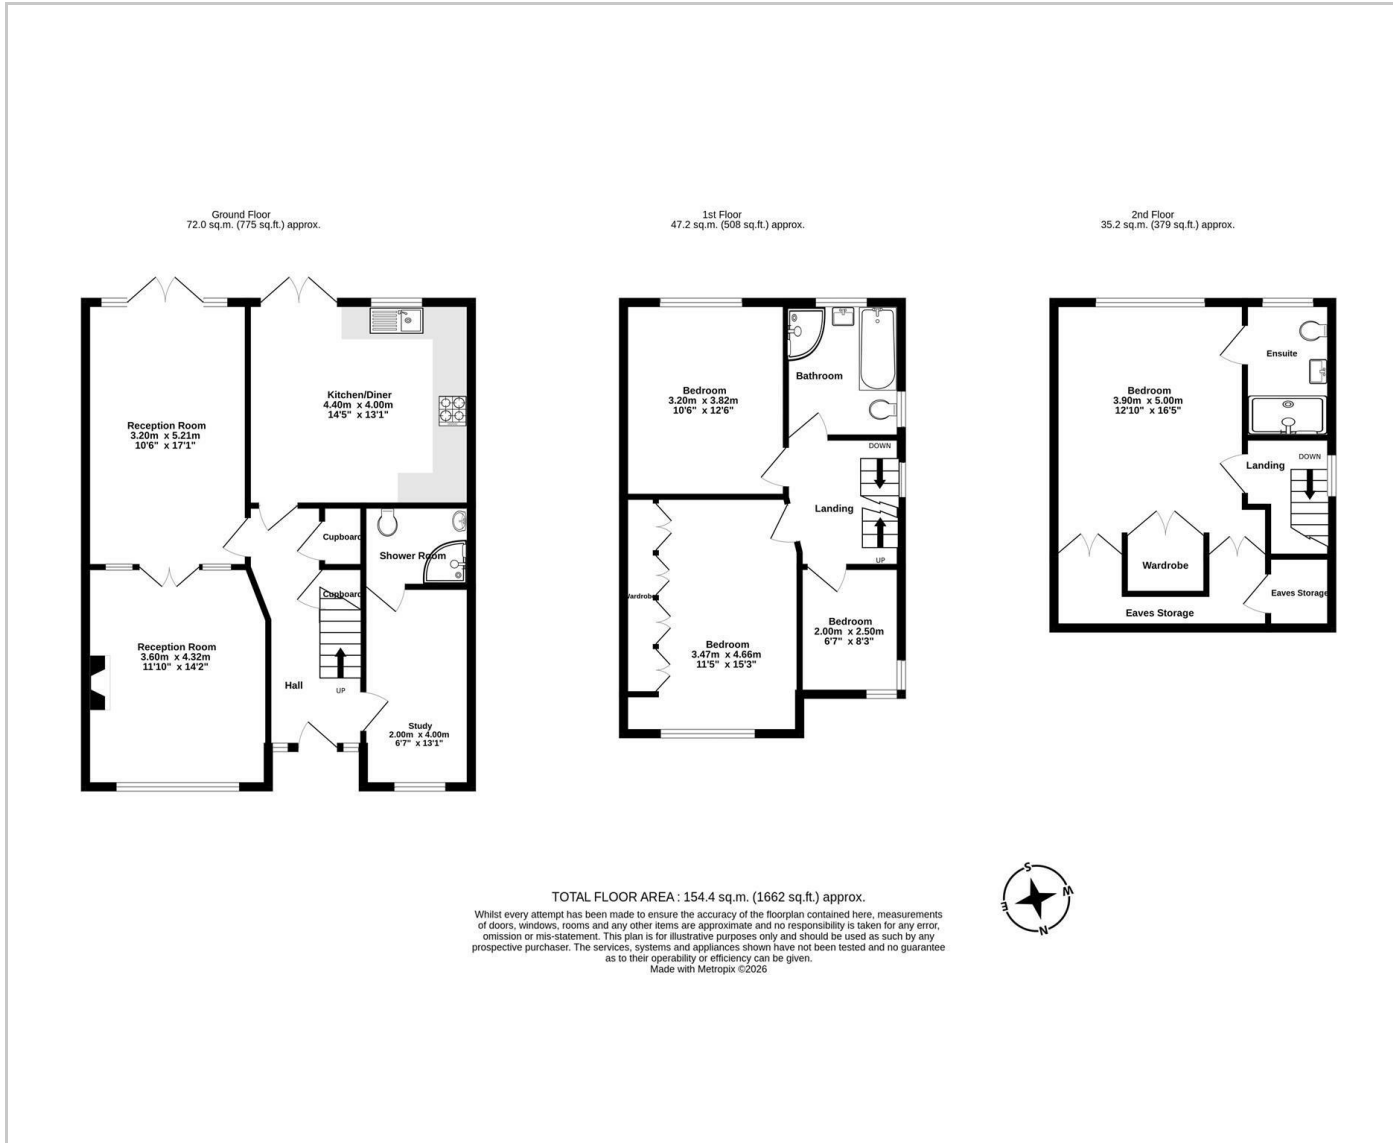 Ground Floor
72.0 sq.m. (775 sq.ft.) approx.
Reception Room
3.20m x 5.21m
10'6" x 17'1"
Kitchen/Diner
4.40m x 4.00m
14'5" x 13'1"
Cupboard
Shower Room
Cupboard
Reception Room
3.60m x 4.32m
11'10" x 14'2"
Hall
UP
Study
2.00m x 4.00m
6'7" x 13'1"
1st Floor
47.2 sq.m. (508 sq.ft.) approx.
Bedroom
3.20m x 3.82m
10'6" x 12'6"
Bathroom
DOWN
Landing
UP
Wardrobe
Bedroom
3.47m x 4.66m
11'5" x 15'3"
Bedroom
2.00m x 2.50m
6'7" x 8'3"
2nd Floor
35.2 sq.m. (379 sq.ft.) approx.
Ensuite
Bedroom
3.90m x 5.00m
12'10" x 16'5"
Landing
DOWN
Wardrobe
Eaves Storage
Eaves Storage
TOTAL FLOOR AREA : 154.4 sq.m. (1662 sq.ft.) approx.
Whilst every attempt has been made to ensure the accuracy of the floorplan contained here, measurements
of doors, windows, rooms and any other items are approximate and no responsibility is taken for any error,
omission or mis-statement. This plan is for illustrative purposes only and should be used as such by any
prospective purchaser. The services, systems and appliances shown have not been tested and no guarantee
as to their operability or efficiency can be given.
Made with Metropix ©2026
S
W
E
N